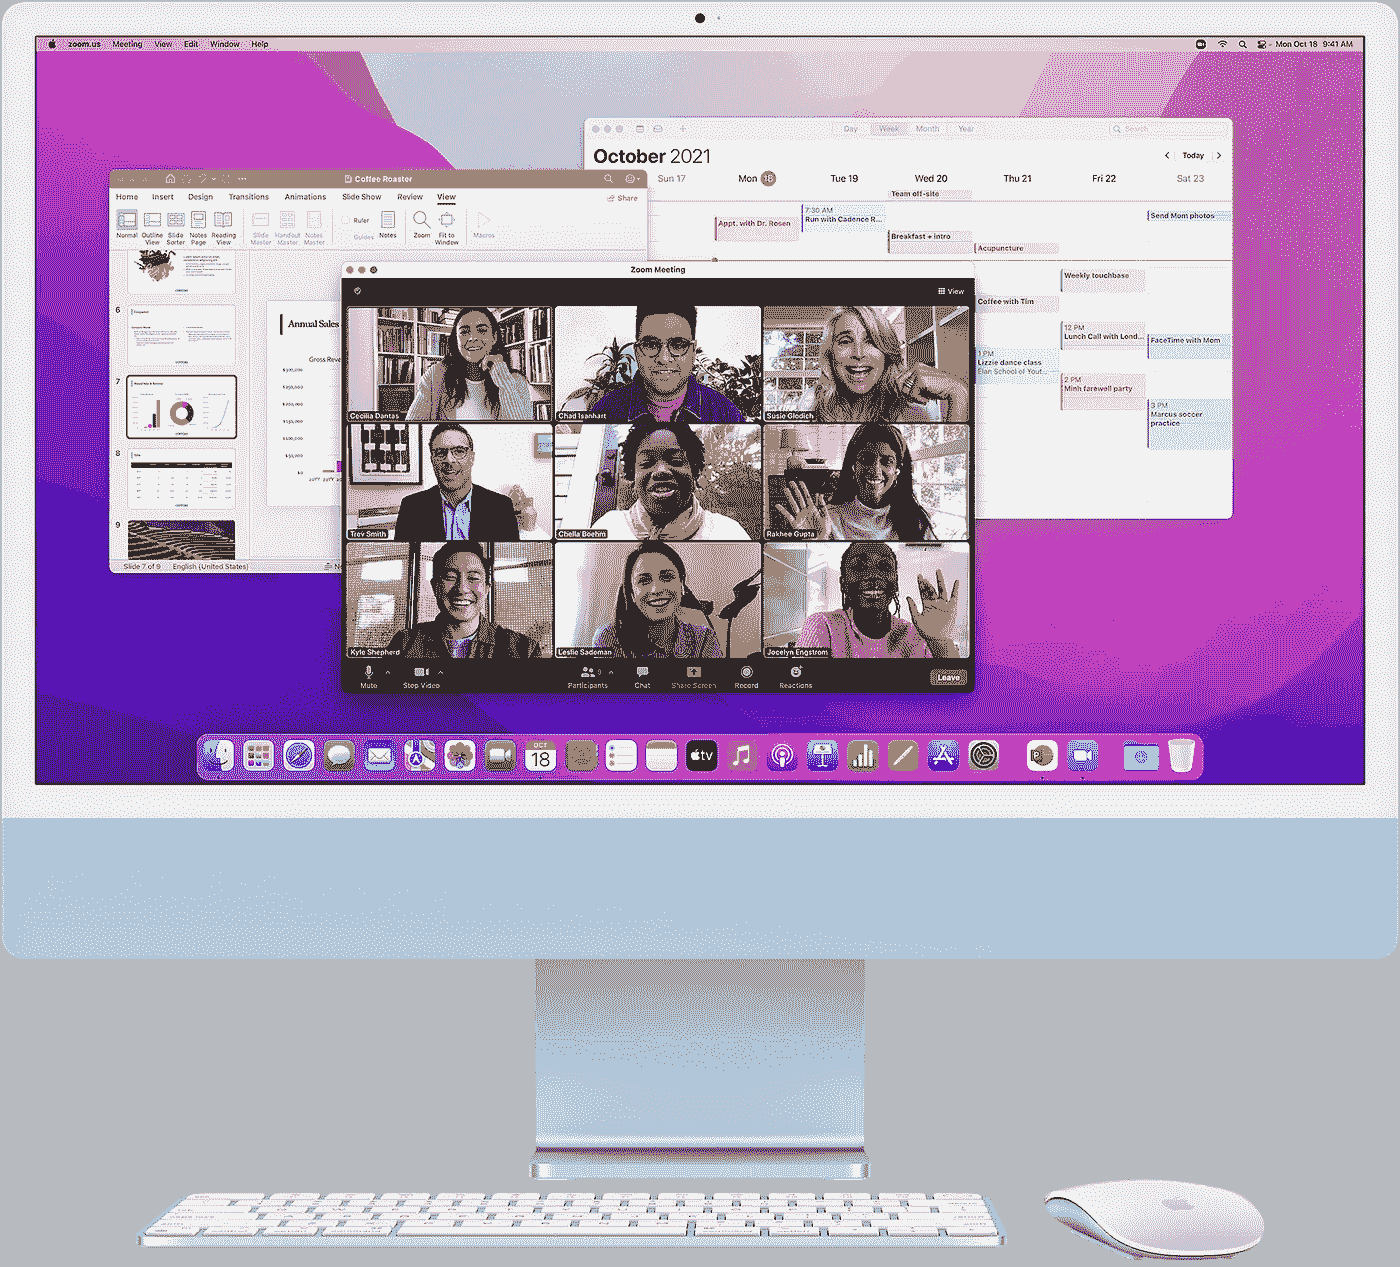 zoom.us Meeting View Edit Window Help
Mon Oct 18 9:41 AM
Day Week Month Year
Search
October 2021
Today
Sun 17 Mon 18 Tue 19 Wed 20 Thu 21 Fri 22 Sat 23
Team off-site
Appt. with Dr. Rosen
7:30 AM
Run with Cadence R...
Breakfast + intro
Acupuncture
Send Mom photos
Coffee with Tim
Weekly touchbase
12 PM
Lunch Call with Lond...
FaceTime with Mom
1 PM
Lizzie dance class
Élan School of Yout...
2 PM
Minh farewell party
3 PM
Marcus soccer
practice
Coffee Roaster
Home Insert Design Transitions Animations Slide Show Review View
Share
Normal
Outline
View
Slide
Sorter
Notes
Page
Reading
View
Slide
Master
Handout
Master
Notes
Master
Ruler
Guides
Notes
Zoom
Fit to
Window
Macros
6
7
8
9
Annual Sales
Gross Reve
Slide 7 of 9 English (United States)
Zoom Meeting
View
Cecilia Dantas
Chad Isanhart
Susie Glodich
Trev Smith
Chella Boehm
Rakhee Gupta
Kyle Shepherd
Leslie Sadoman
Jocelyn Engstrom
Mute
Stop Video
Participants
9
Chat
Share Screen
Record
Reactions
Leave
OCT
18
tv